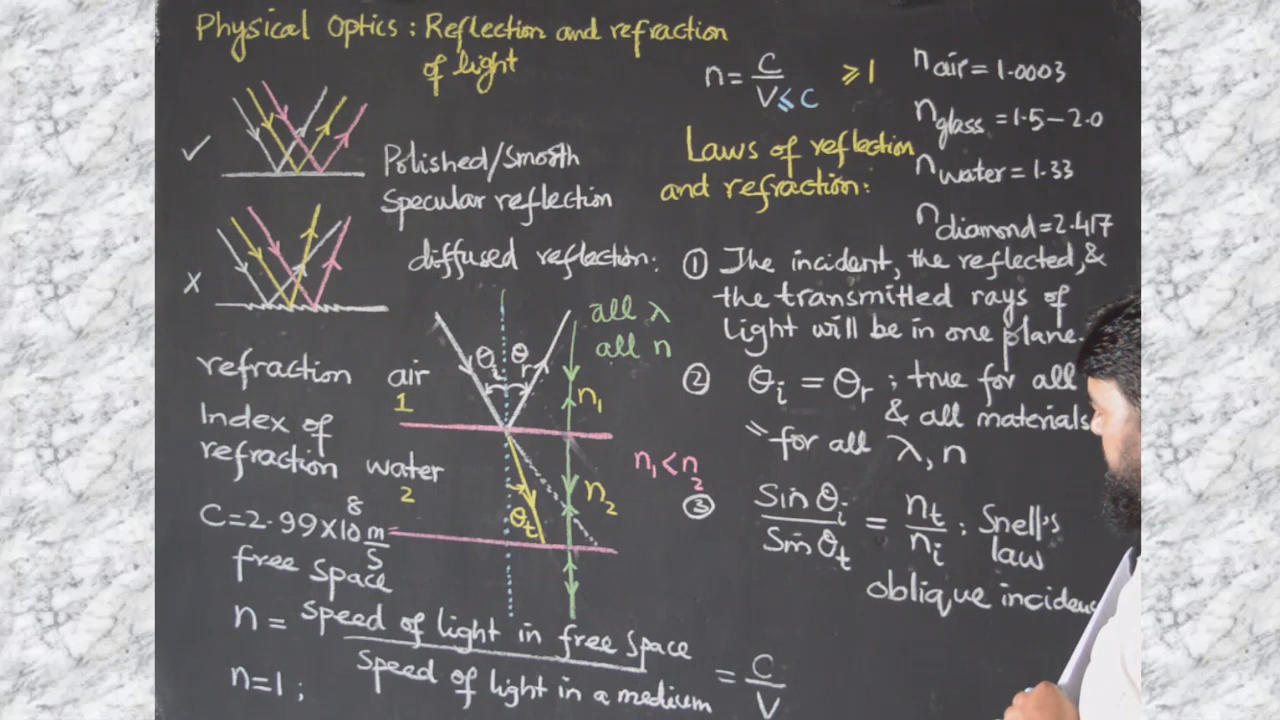 Physical Optics : Reflection and refraction
of light
✓
Polished/Smooth
Specular reflection
x
diffused reflection:
all λ
all n
θi θr
refraction
air
1
n₁
Index of
refraction
water
2
n₂
n₁ < n₂
θt
C = 2.99 x 10⁸ m/s
free space
n = Speed of light in free space / Speed of light in a medium = C/V
n=1 ;
n = C/V ≥ 1
V ≤ C
n air = 1.0003
n glass = 1.5 - 2.0
n water = 1.33
n diamond = 2.417
Laws of reflection
and refraction:
① The incident, the reflected, &
the transmitted rays of
light will be in one plane.
② θi = θr ; true for all
& all materials
" for all λ, n
③ Sin θi / Sin θt = nt / ni : Snell's
law
oblique